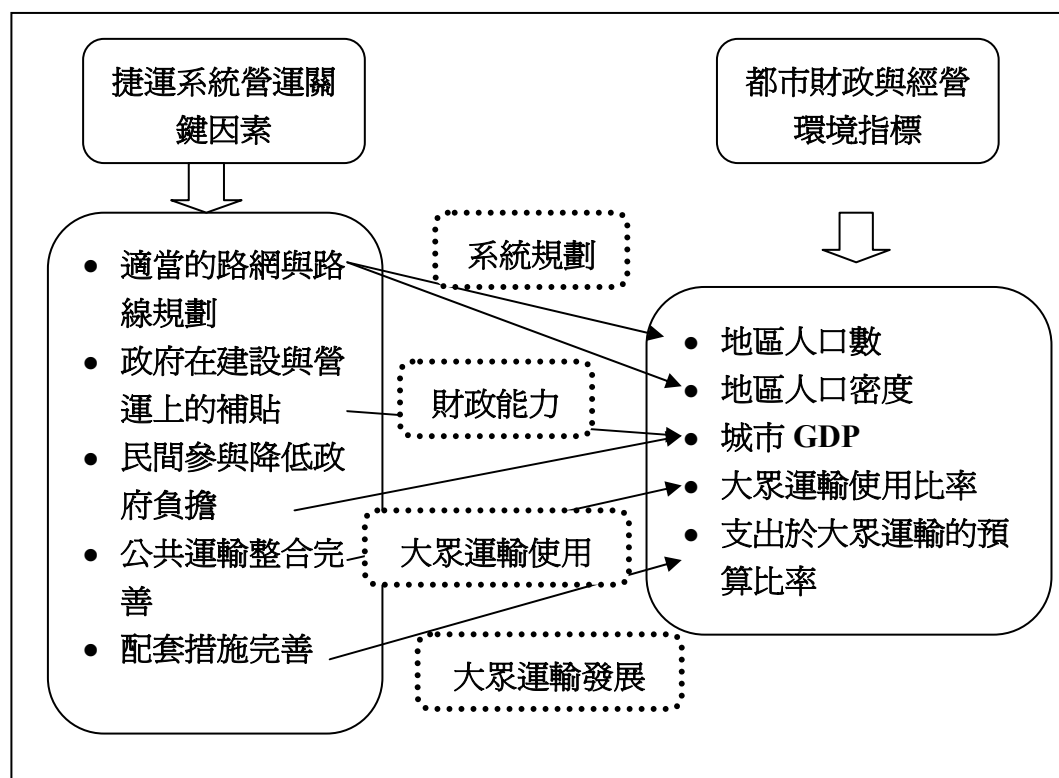 捷運系統營運關
鍵因素
都市財政與經營
環境指標
系統規劃
財政能力
大眾運輸使用
大眾運輸發展
• 適當的路網與路
線規劃
• 政府在建設與營
運上的補貼
• 民間參與降低政
府負擔
• 公共運輸整合完
善
• 配套措施完善
• 地區人口數
• 地區人口密度
• 城市 GDP
• 大眾運輸使用比率
• 支出於大眾運輸的預
算比率